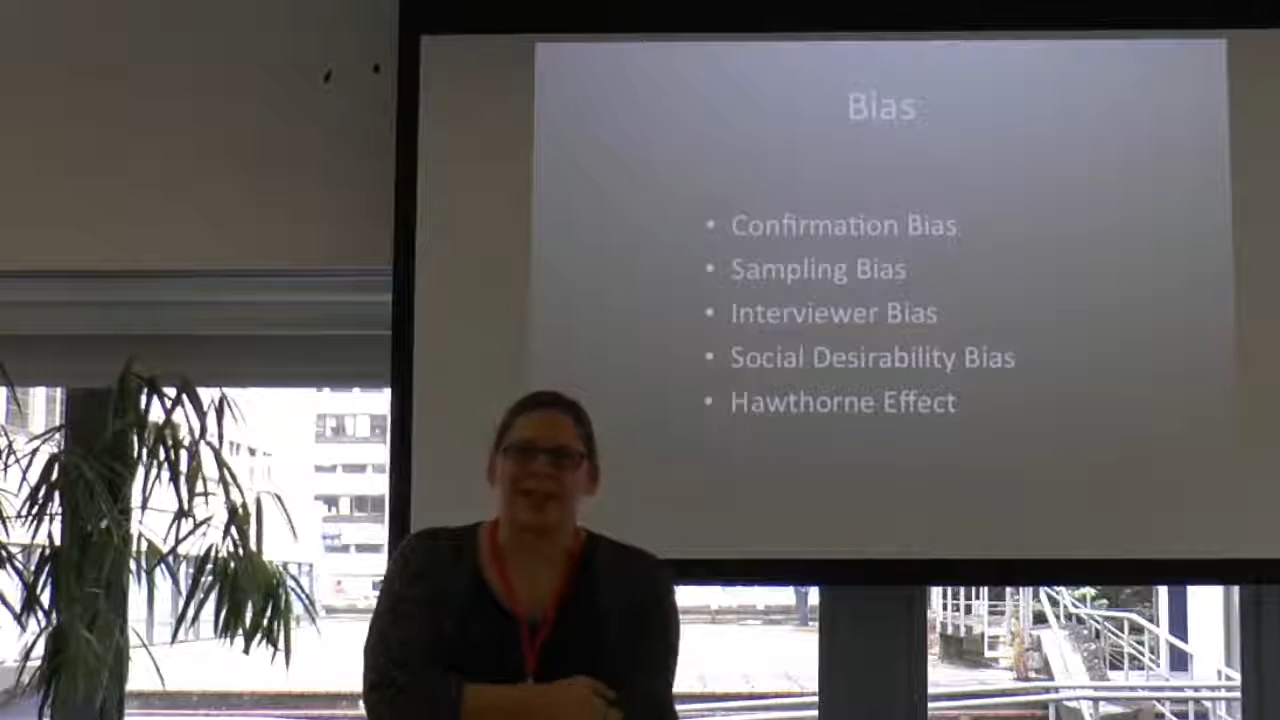 Bias
• Confirmation Bias
• Sampling Bias
• Interviewer Bias
• Social Desirability Bias
• Hawthorne Effect